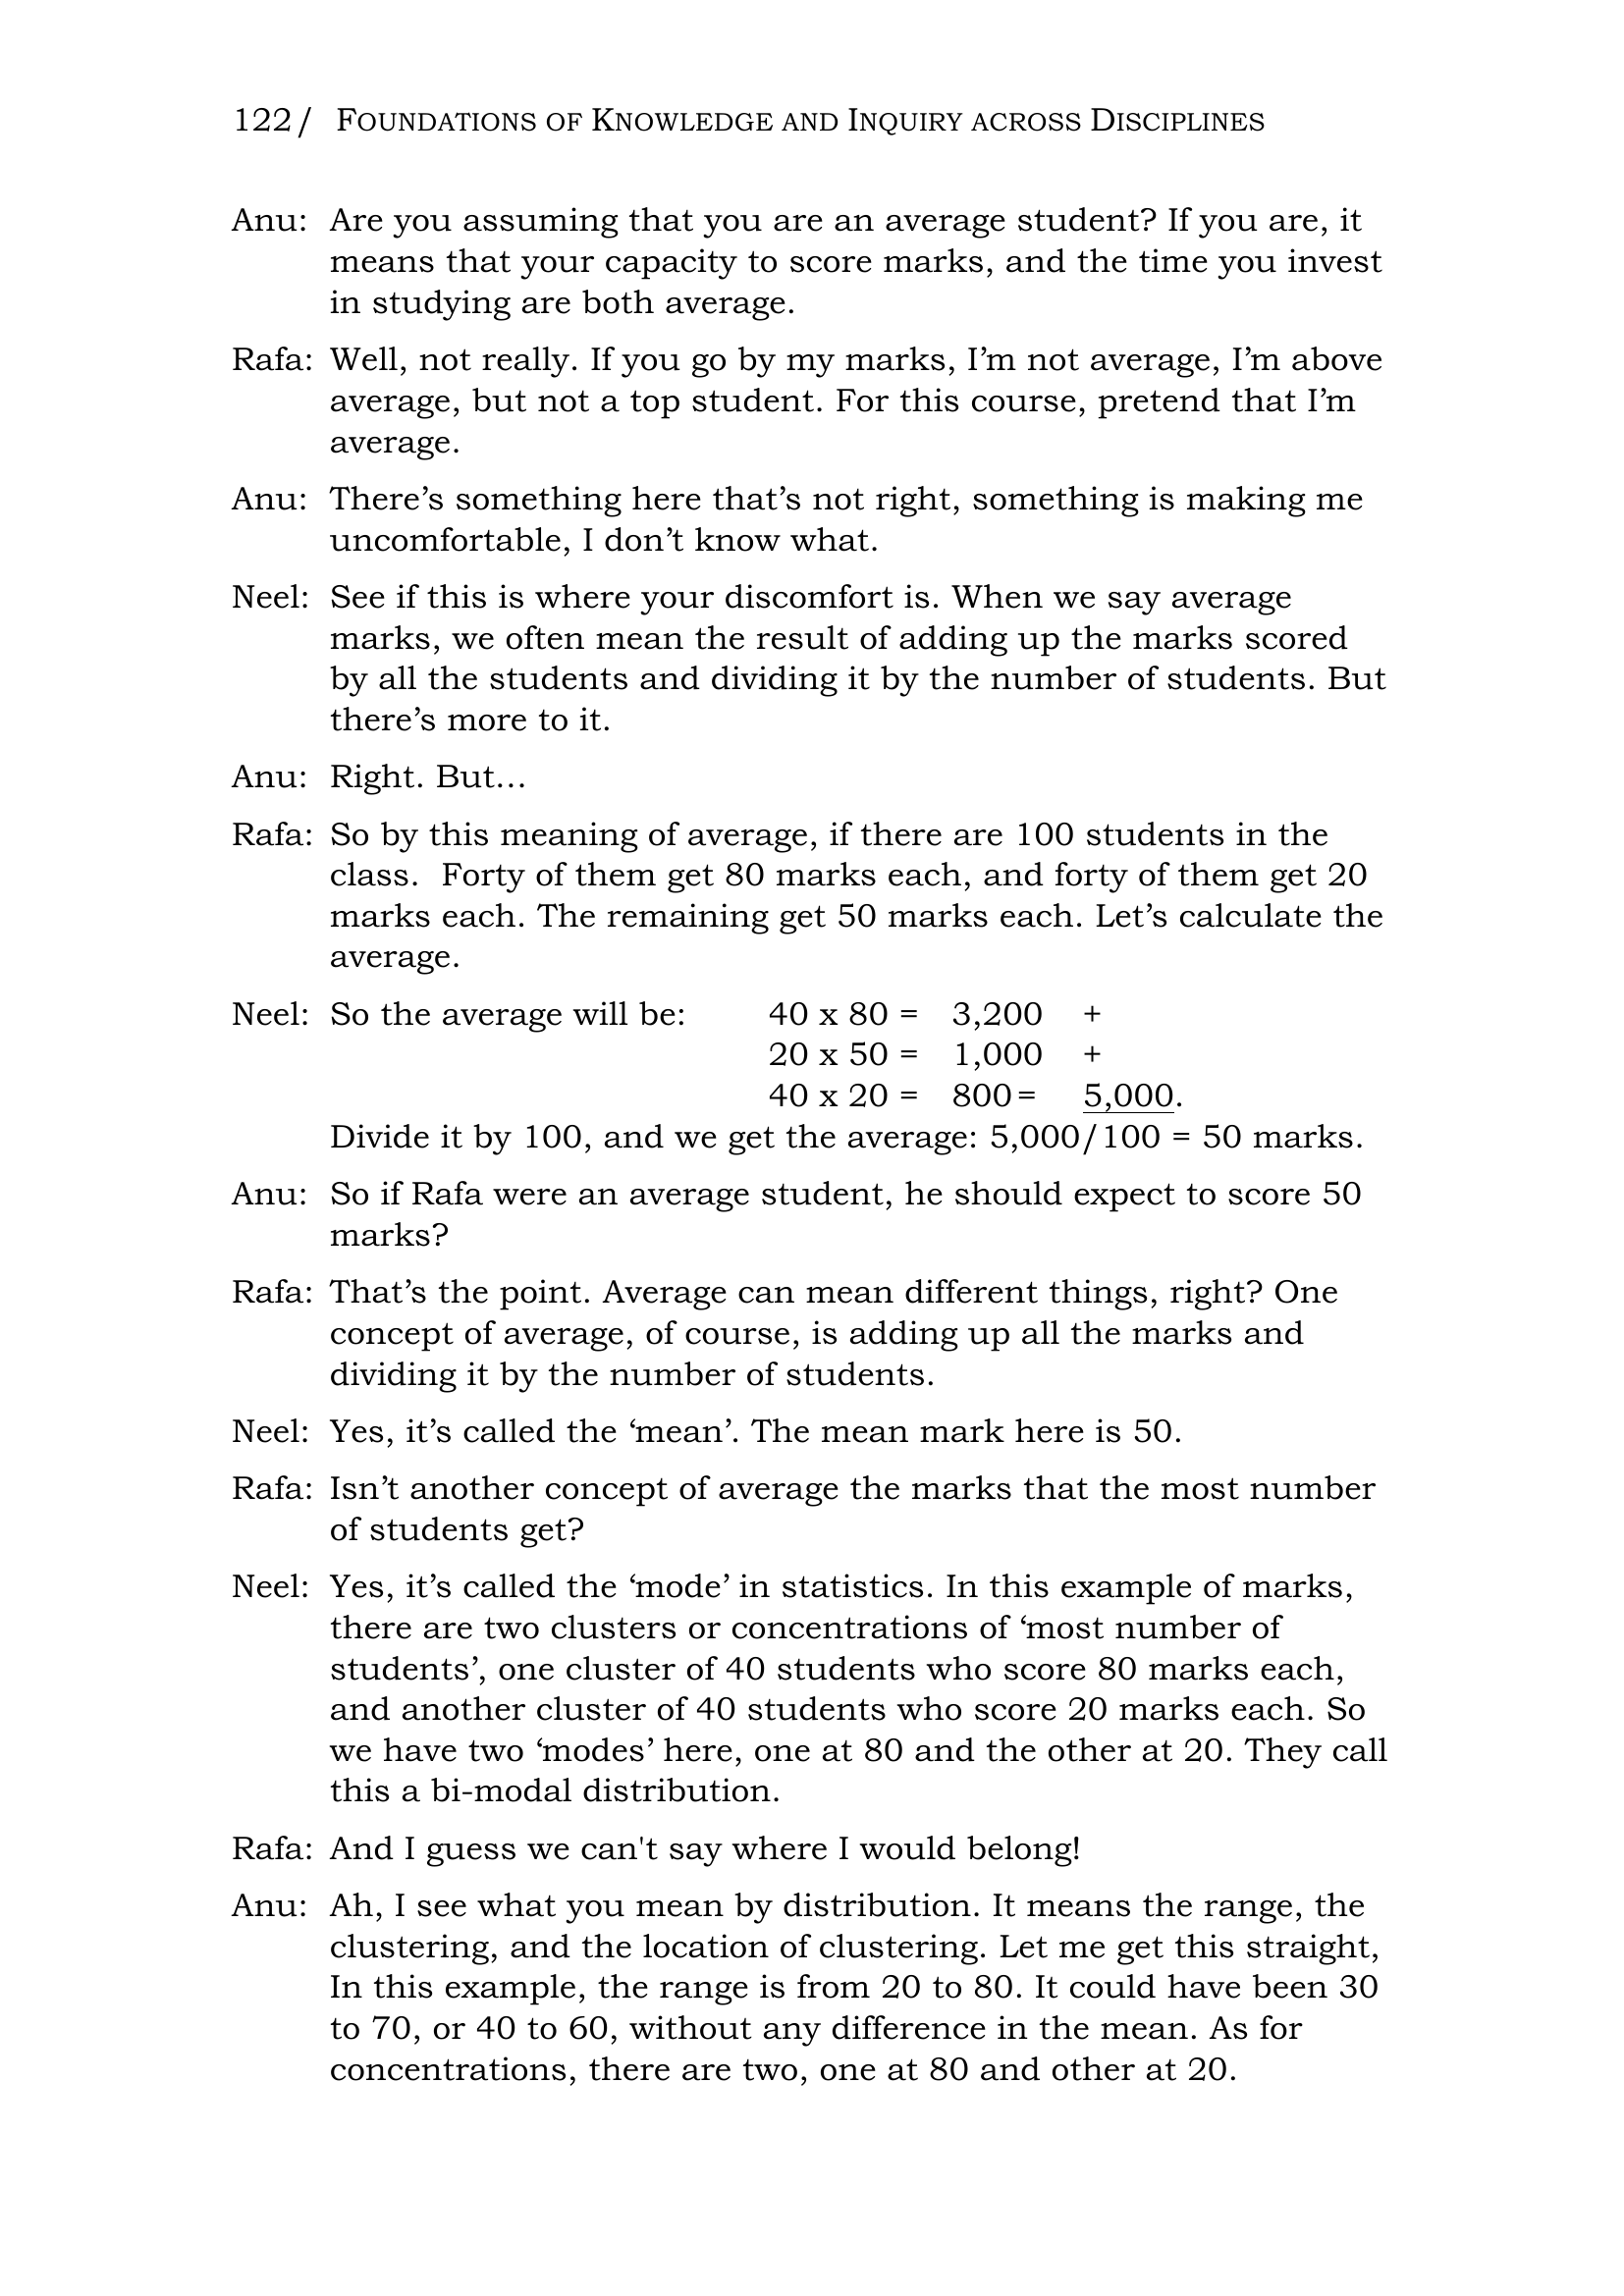 122/ FOUNDATIONS OF KNOWLEDGE AND INQUIRY ACROSS DISCIPLINES
Anu: Are you assuming that you are an average student? If you are, it
means that your capacity to score marks, and the time you invest
in studying are both average.
Rafa: Well, not really. If you go by my marks, I’m not average, I’m above
average, but not a top student. For this course, pretend that I’m
average.
Anu: There’s something here that’s not right, something is making me
uncomfortable, I don’t know what.
Neel: See if this is where your discomfort is. When we say average
marks, we often mean the result of adding up the marks scored
by all the students and dividing it by the number of students. But
there’s more to it.
Anu: Right. But…
Rafa: So by this meaning of average, if there are 100 students in the
class. Forty of them get 80 marks each, and forty of them get 20
marks each. The remaining get 50 marks each. Let’s calculate the
average.
Neel: So the average will be: 40 x 80 = 3,200 +
20 x 50 = 1,000 +
40 x 20 = 800 = 5,000.
Divide it by 100, and we get the average: 5,000/100 = 50 marks.
Anu: So if Rafa were an average student, he should expect to score 50
marks?
Rafa: That’s the point. Average can mean different things, right? One
concept of average, of course, is adding up all the marks and
dividing it by the number of students.
Neel: Yes, it’s called the ‘mean’. The mean mark here is 50.
Rafa: Isn’t another concept of average the marks that the most number
of students get?
Neel: Yes, it’s called the ‘mode’ in statistics. In this example of marks,
there are two clusters or concentrations of ‘most number of
students’, one cluster of 40 students who score 80 marks each,
and another cluster of 40 students who score 20 marks each. So
we have two ‘modes’ here, one at 80 and the other at 20. They call
this a bi-modal distribution.
Rafa: And I guess we can't say where I would belong!
Anu: Ah, I see what you mean by distribution. It means the range, the
clustering, and the location of clustering. Let me get this straight,
In this example, the range is from 20 to 80. It could have been 30
to 70, or 40 to 60, without any difference in the mean. As for
concentrations, there are two, one at 80 and other at 20.